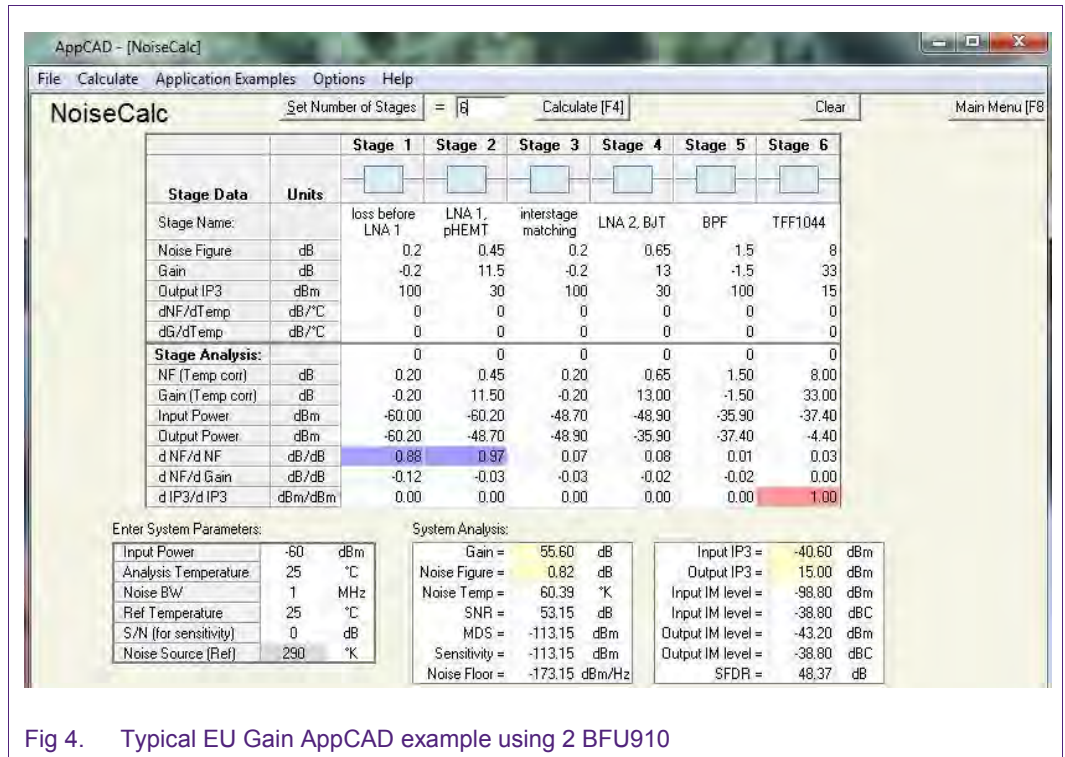 AppCAD - [NoiseCalc]
File Calculate Application Examples Options Help
NoiseCalc Set Number of Stages = 6 Calculate [F4] Clear Main Menu [F8
Stage 1 Stage 2 Stage 3 Stage 4 Stage 5 Stage 6
Stage Data Units
Stage Name: loss before LNA 1 LNA 1, pHEMT interstage matching LNA 2, BJT BPF TFF1044
Noise Figure dB 0.2 0.45 0.2 0.65 1.5 8
Gain dB -0.2 11.5 -0.2 13 -1.5 33
Output IP3 dBm 100 30 100 30 100 15
dNF/dTemp dB/°C 0 0 0 0 0 0
dG/dTemp dB/°C 0 0 0 0 0 0
Stage Analysis: 0 0 0 0 0 0
NF (Temp corr) dB 0.20 0.45 0.20 0.65 1.50 8.00
Gain (Temp corr) dB -0.20 11.50 -0.20 13.00 -1.50 33.00
Input Power dBm -60.00 -60.20 -48.70 -48.90 -35.90 -37.40
Output Power dBm -60.20 -48.70 -48.90 -35.90 -37.40 -4.40
d NF/d NF dB/dB 0.88 0.97 0.07 0.08 0.01 0.03
d NF/d Gain dB/dB -0.12 -0.03 -0.03 -0.02 -0.02 0.00
d IP3/d IP3 dBm/dBm 0.00 0.00 0.00 0.00 0.00 1.00
Enter System Parameters: System Analysis:
Input Power -60 dBm Gain = 55.60 dB Input IP3 = -40.60 dBm
Analysis Temperature 25 °C Noise Figure = 0.82 dB Output IP3 = 15.00 dBm
Noise BW 1 MHz Noise Temp = 60.39 °K Input IM level = -98.80 dBm
Ref Temperature 25 °C SNR = 53.15 dB Input IM level = -38.80 dBC
S/N (for sensitivity) 0 dB MDS = -113.15 dBm Output IM level = -43.20 dBm
Noise Source (Ref) 290 °K Sensitivity = -113.15 dBm Output IM level = -38.80 dBC
Noise Floor = -173.15 dBm/Hz SFDR = 48.37 dB
Fig 4. Typical EU Gain AppCAD example using 2 BFU910